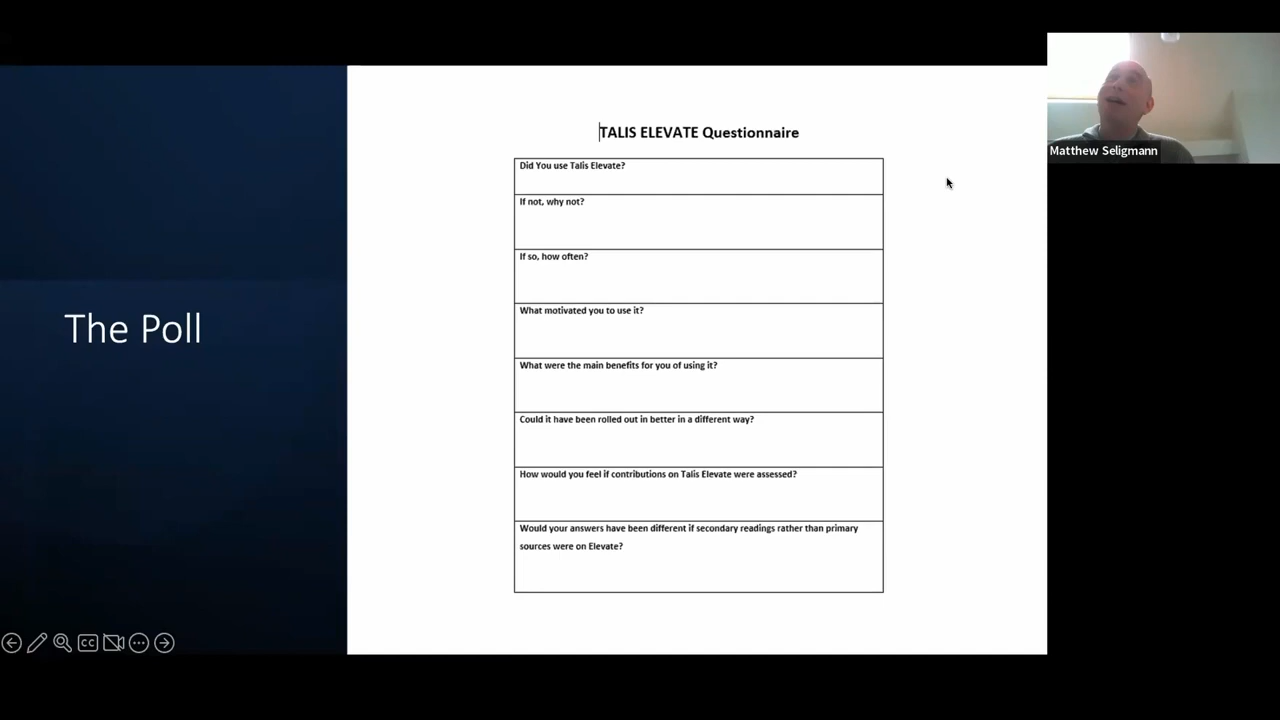 TALIS ELEVATE Questionnaire
Did You use Talis Elevate?
If not, why not?
If so, how often?
What motivated you to use it?
What were the main benefits for you of using it?
Could it have been rolled out in better in a different way?
How would you feel if contributions on Talis Elevate were assessed?
Would your answers have been different if secondary readings rather than primary
sources were on Elevate?
The Poll
Matthew Seligmann
CC